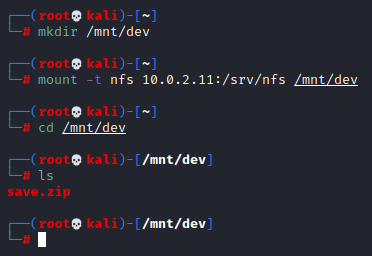 ┌──(root💀kali)-[~]
└─# mkdir /mnt/dev
┌──(root💀kali)-[~]
└─# mount -t nfs 10.0.2.11:/srv/nfs /mnt/dev
┌──(root💀kali)-[~]
└─# cd /mnt/dev
┌──(root💀kali)-[/mnt/dev]
└─# ls
save.zip
┌──(root💀kali)-[/mnt/dev]
└─#